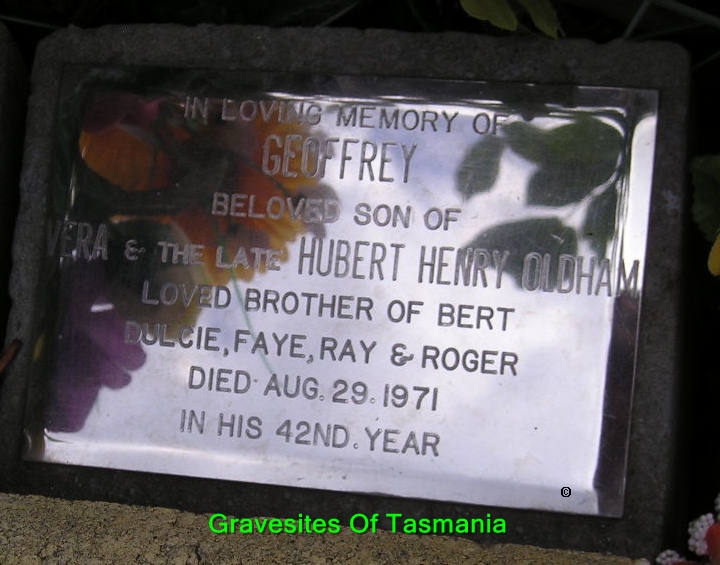 IN LOVING MEMORY OF
GEOFFREY
BELOVED SON OF
VERA & THE LATE HUBERT HENRY OLDHAM
LOVED BROTHER OF BERT
DULCIE, FAYE, RAY & ROGER
DIED AUG. 29. 1971
IN HIS 42ND. YEAR
©
Gravesites Of Tasmania